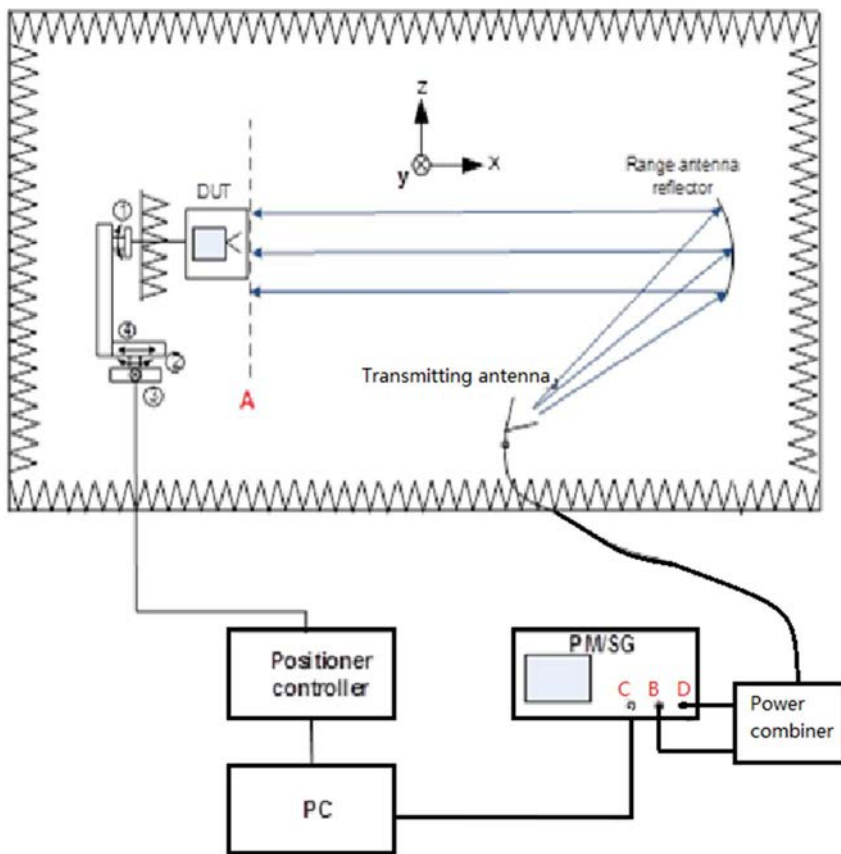 z
x
y
Range antenna
reflector
DUT
①
④
②
③
A
Transmitting antenna
Positioner
controller
PM/SG
C B D
Power
combiner
PC